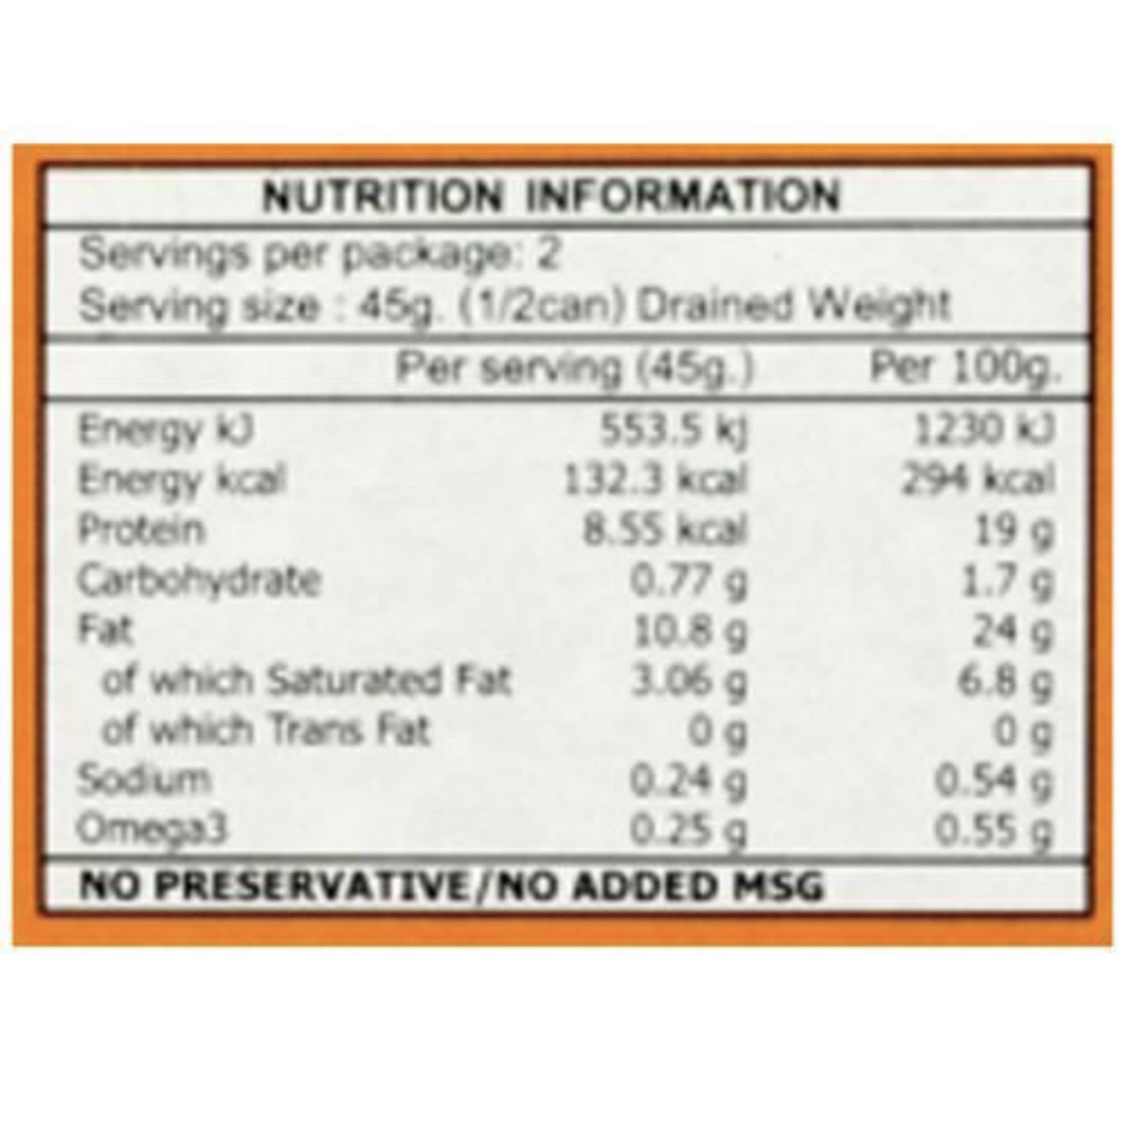 NUTRITION INFORMATION
Servings per package: 2
Serving size : 45g. (1/2can) Drained Weight
Per serving (45g.) Per 100g.
Energy kJ 553.5 kj 1230 kJ
Energy kcal 132.3 kcal 294 kcal
Protein 8.55 kcal 19 g
Carbohydrate 0.77 g 1.7 g
Fat 10.8 g 24 g
of which Saturated Fat 3.06 g 6.8 g
of which Trans Fat 0 g 0 g
Sodium 0.24 g 0.54 g
Omega3 0.25 g 0.55 g
NO PRESERVATIVE/NO ADDED MSG